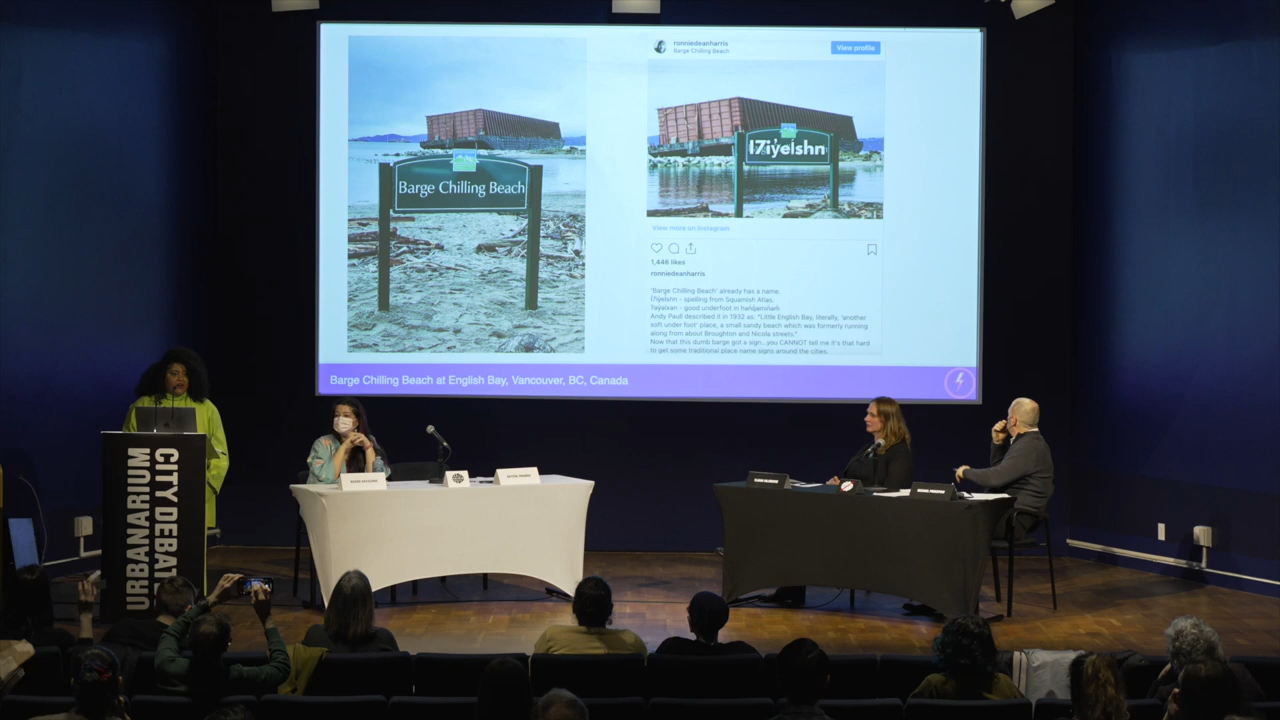 ronniedeanharris
Barge Chilling Beach
View profile
Barge Chilling Beach
I7iyelshn
View more on Instagram
1,446 likes
ronniedeanharris
'Barge Chilling Beach' already has a name.
spelling from Squamish Atlas.
good underfoot in
Andy Paull described it in 1932 as: "Little English Bay, literally, 'another
soft under foot' place, a small sandy beach which was formerly running
along from about Broughton and Nicola streets.".
Now that this dumb barge got a sign...you CANNOT tell me it's that hard
to get some traditional place name signs around the cities.
Barge Chilling Beach at English Bay, Vancouver, BC, Canada
URBANARIUM
CITY DEBAT